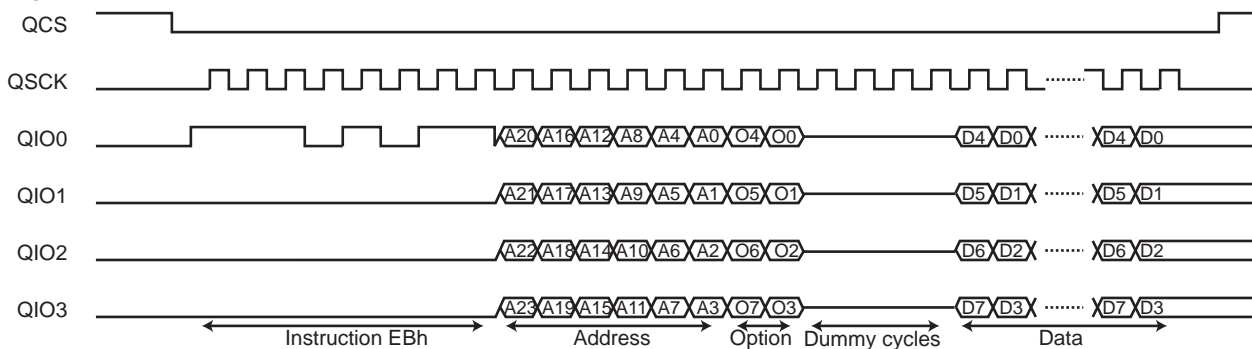 QCS
QSCK
QIO0 A20 A16 A12 A8 A4 A0 O4 O0 D4 D0 D4 D0
QIO1 A21 A17 A13 A9 A5 A1 O5 O1 D5 D1 D5 D1
QIO2 A22 A18 A14 A10 A6 A2 O6 O2 D6 D2 D6 D2
QIO3 A23 A19 A15 A11 A7 A3 O7 O3 D7 D3 D7 D3
Instruction EBh Address Option Dummy cycles Data